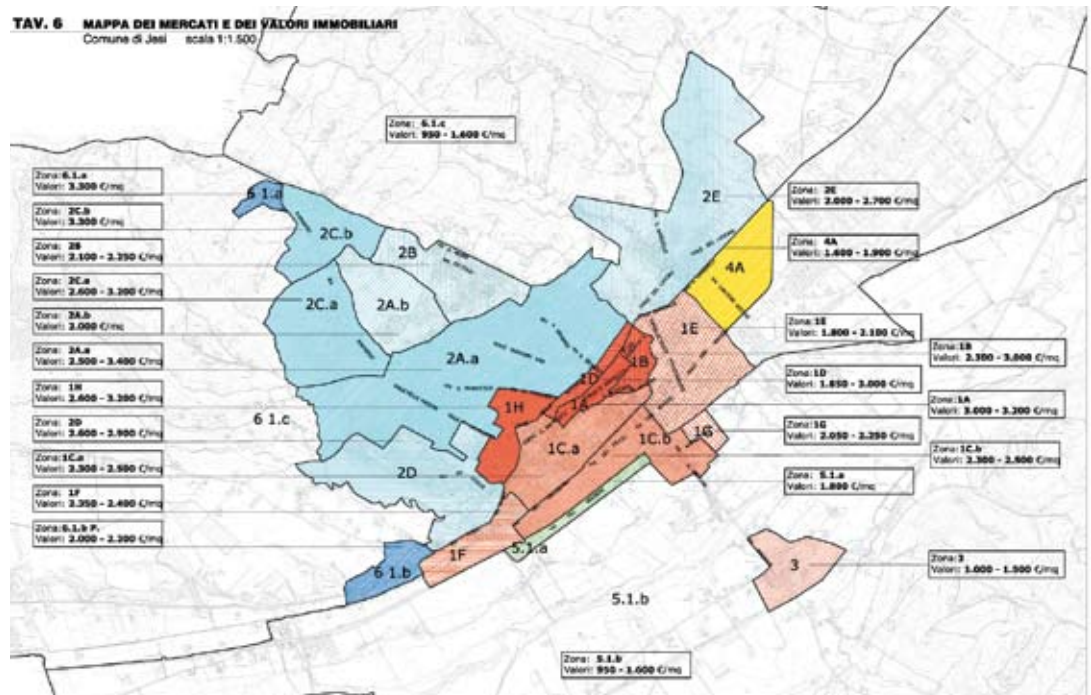 TAV. 6 MAPPA DEI MERCATI E DEI VALORI IMMOBILIARI
Comune di Jesi scala 1:1.500
Zona: 6.1.c
Valori: 950 - 1.600 €/mq
Zona: 6.1.a
Valori: 3.300 €/mq
Zona: 2C.b
Valori: 3.300 €/mq
Zona: 2B
Valori: 2.100 - 2.250 €/mq
Zona: 2C.a
Valori: 2.600 - 3.200 €/mq
Zona: 2A.b
Valori: 2.000 €/mq
Zona: 2A.a
Valori: 2.500 - 3.400 €/mq
Zona: 1H
Valori: 2.600 - 3.200 €/mq
Zona: 2D
Valori: 2.600 - 2.900 €/mq
Zona: 1C.a
Valori: 2.300 - 2.500 €/mq
Zona: 1F
Valori: 2.350 - 2.400 €/mq
Zona: 6.1.b P.
Valori: 2.000 - 2.200 €/mq
Zona: 2E
Valori: 2.000 - 2.700 €/mq
Zona: 4A
Valori: 1.600 - 1.900 €/mq
Zona: 1E
Valori: 1.800 - 2.100 €/mq
Zona: 1B
Valori: 2.300 - 3.000 €/mq
Zona: 1D
Valori: 1.850 - 3.000 €/mq
Zona: 1A
Valori: 3.000 - 3.200 €/mq
Zona: 1G
Valori: 2.050 - 2.250 €/mq
Zona: 1C.b
Valori: 2.300 - 2.500 €/mq
Zona: 5.1.a
Valori: 1.800 €/mq
Zona: 3
Valori: 1.000 - 1.500 €/mq
Zona: 5.1.b
Valori: 950 - 1.600 €/mq
6 1.a
2C.b
2B
2E
4A
2C.a
2A.b
1E
2A.a
1B
1D
1A
1H
6 1.c
1G
1C.a
1C.b
2D
5.1.a
1F
6 1.b
3
5.1.b